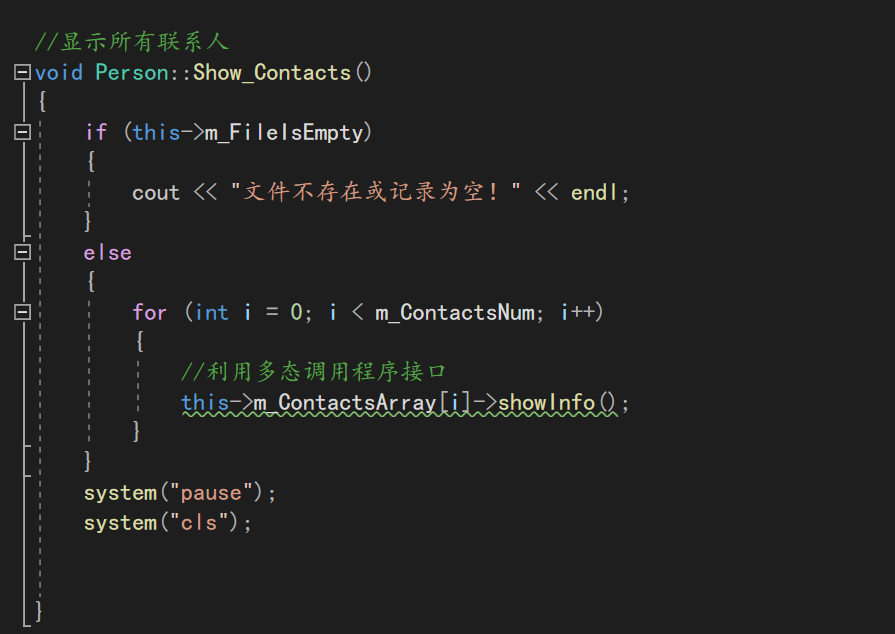 //显示所有联系人
void Person::Show_Contacts()
{
if (this->m_FileIsEmpty)
{
cout << "文件不存在或记录为空！" << endl;
}
else
{
for (int i = 0; i < m_ContactsNum; i++)
{
//利用多态调用程序接口
this->m_ContactsArray[i]->showInfo();
}
}
system("pause");
system("cls");
}